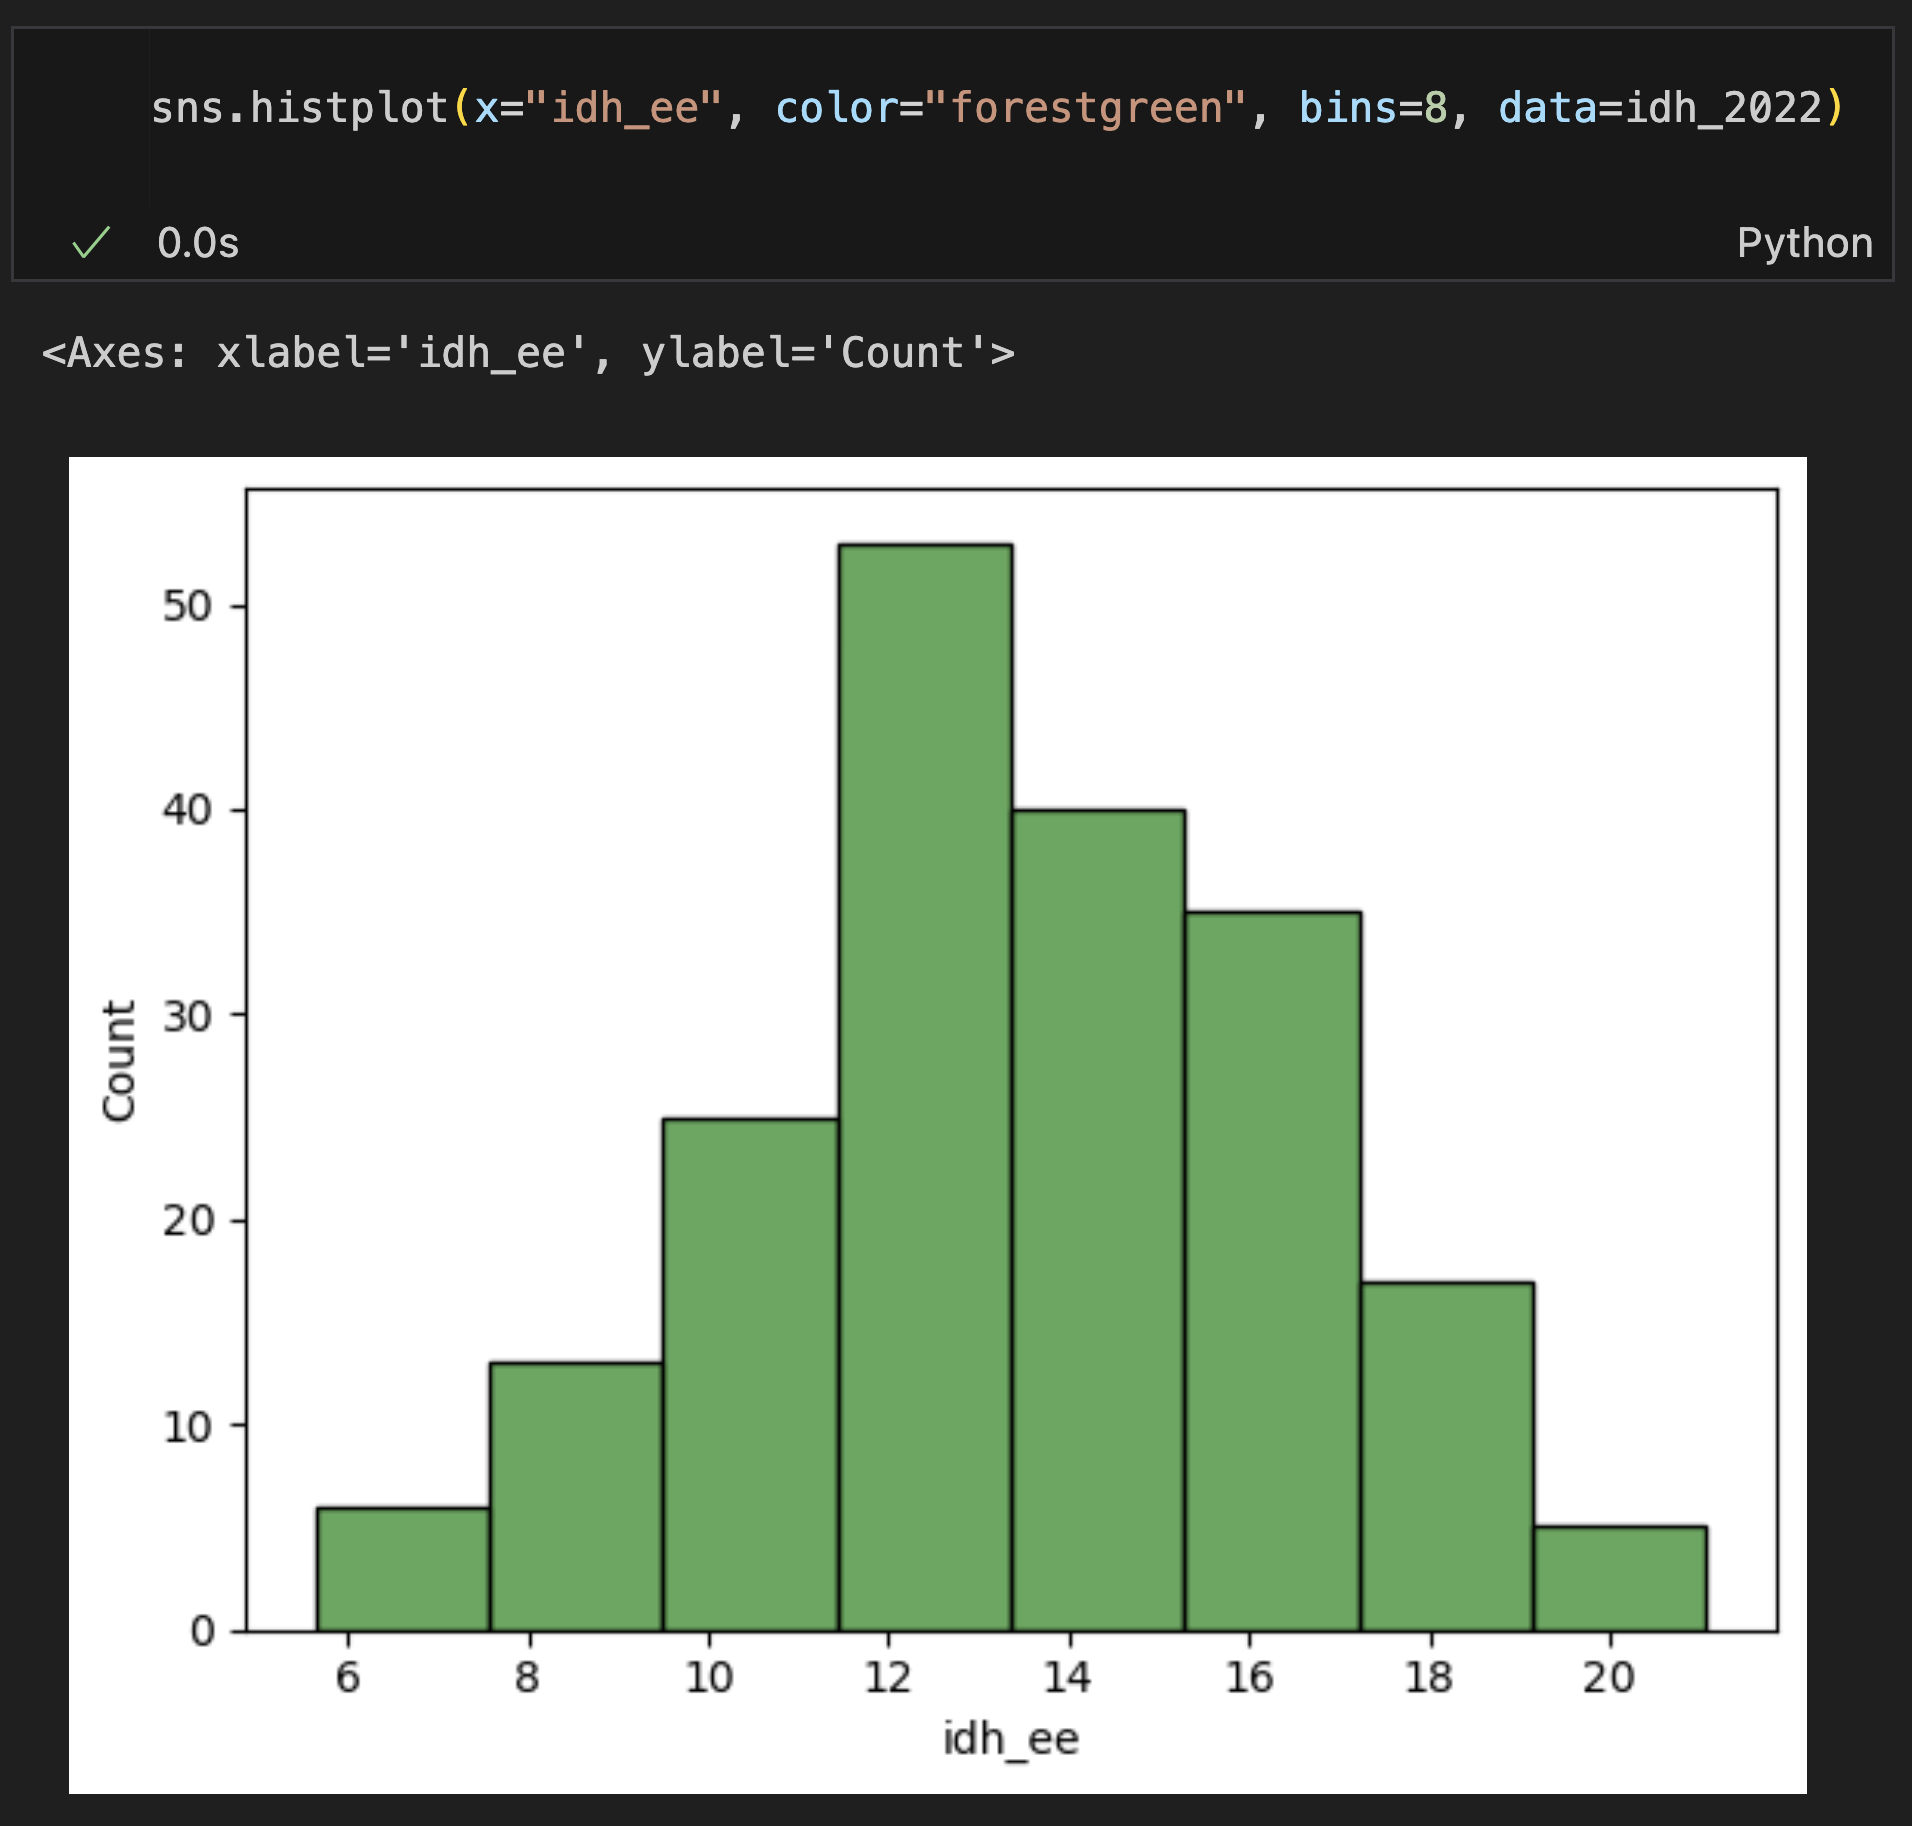 sns.histplot(x="idh_ee", color="forestgreen", bins=8, data=idh_2022)
0.0s
Python
<Axes: xlabel='idh_ee', ylabel='Count'>
50
40
30
20
10
0
Count
6 8 10 12 14 16 18 20
idh_ee